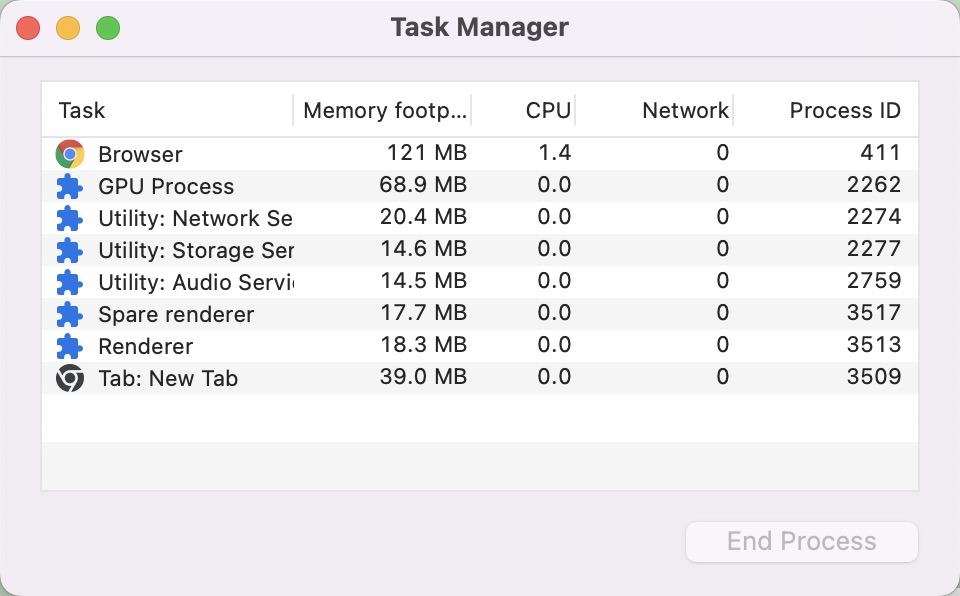 Task Manager
Task Memory footp... CPU Network Process ID
Browser 121 MB 1.4 0 411
GPU Process 68.9 MB 0.0 0 2262
Utility: Network Se 20.4 MB 0.0 0 2274
Utility: Storage Ser 14.6 MB 0.0 0 2277
Utility: Audio Servi 14.5 MB 0.0 0 2759
Spare renderer 17.7 MB 0.0 0 3517
Renderer 18.3 MB 0.0 0 3513
Tab: New Tab 39.0 MB 0.0 0 3509
End Process